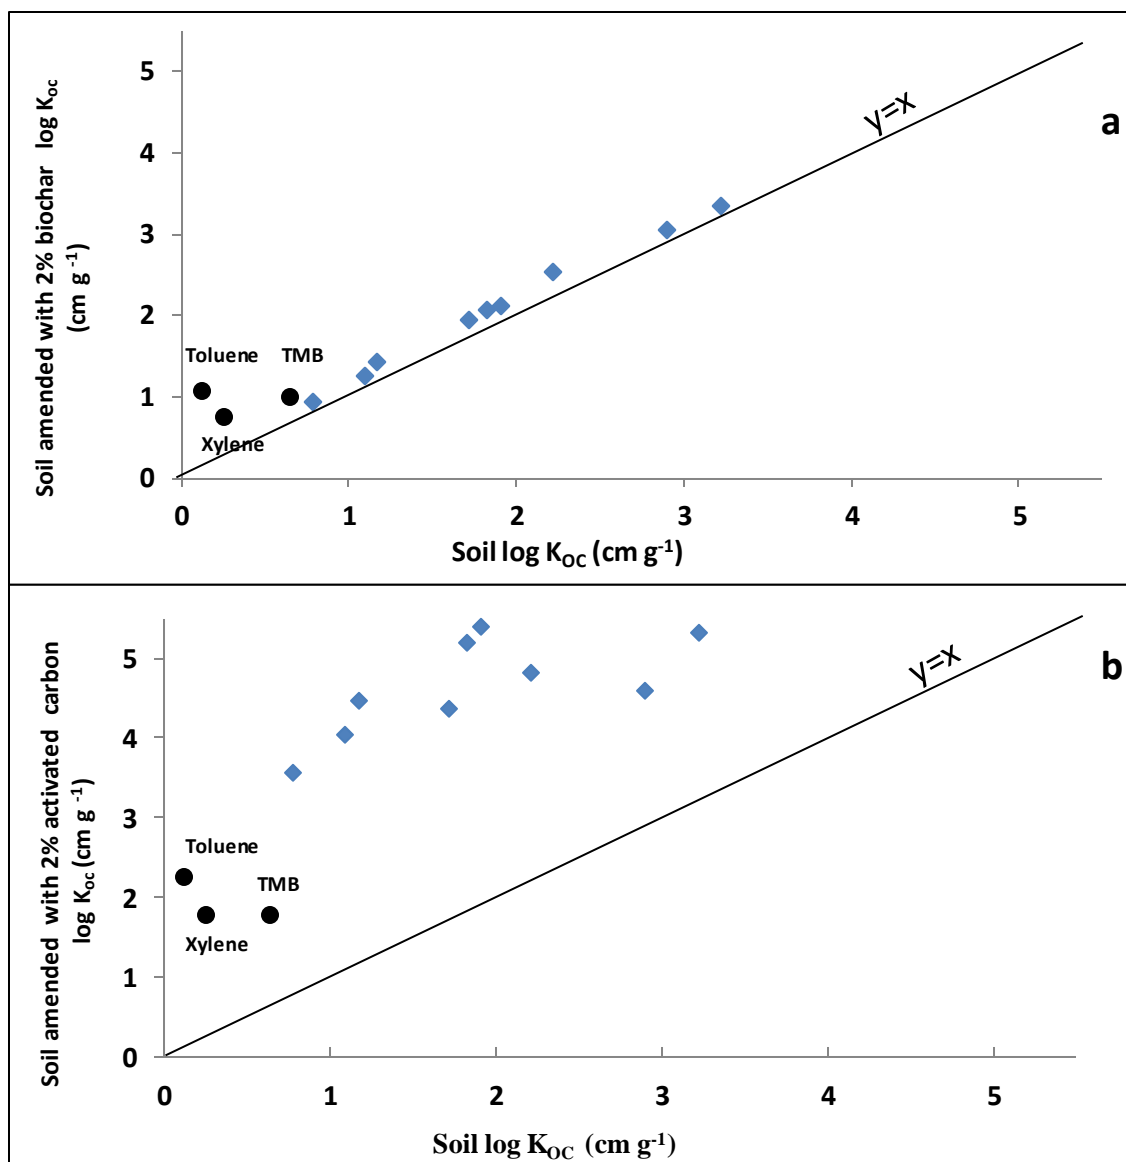 Soil amended with 2% biochar log Koc
(cm g -1)
5
4
3
2
1
0
y=x
a
Toluene
TMB
Xylene
0 1 2 3 4 5
Soil log KOC (cm g-1)
Soil amended with 2% activated carbon
log Koc (cm g -1)
5
4
3
2
1
0
y=x
b
Toluene
TMB
Xylene
0 1 2 3 4 5
Soil log KOC (cm g-1)